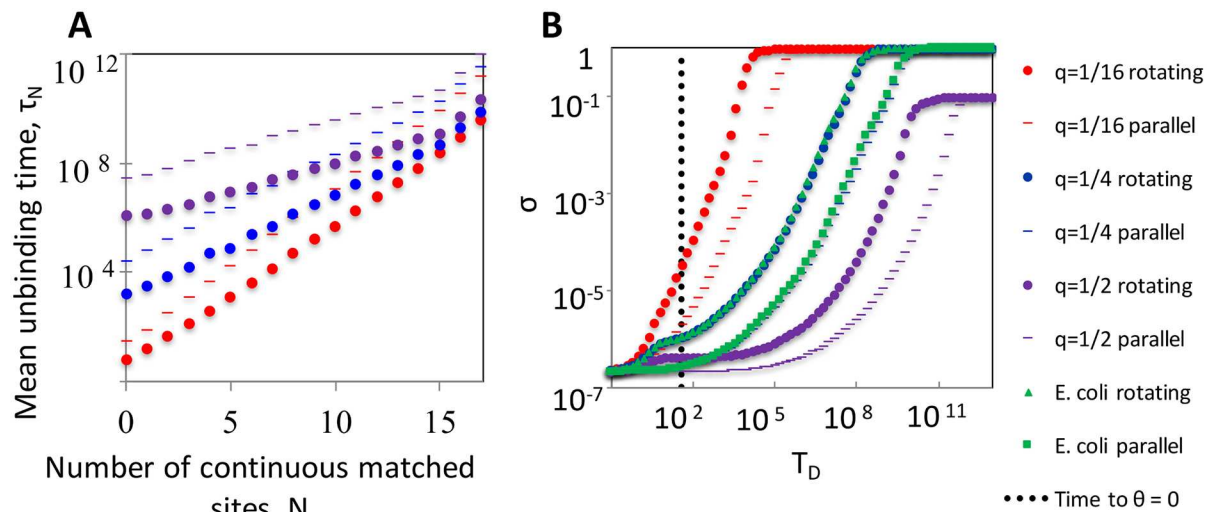 A
B
10 12
10 8
10 4
Mean unbinding time, τN
0
5
10
15
Number of continuous matched
sites, N
1
10-1
10-3
10-5
10-7
σ
10 2
10 5
10 8
10 11
TD
q=1/16 rotating
q=1/16 parallel
q=1/4 rotating
q=1/4 parallel
q=1/2 rotating
q=1/2 parallel
E. coli rotating
E. coli parallel
Time to θ = 0